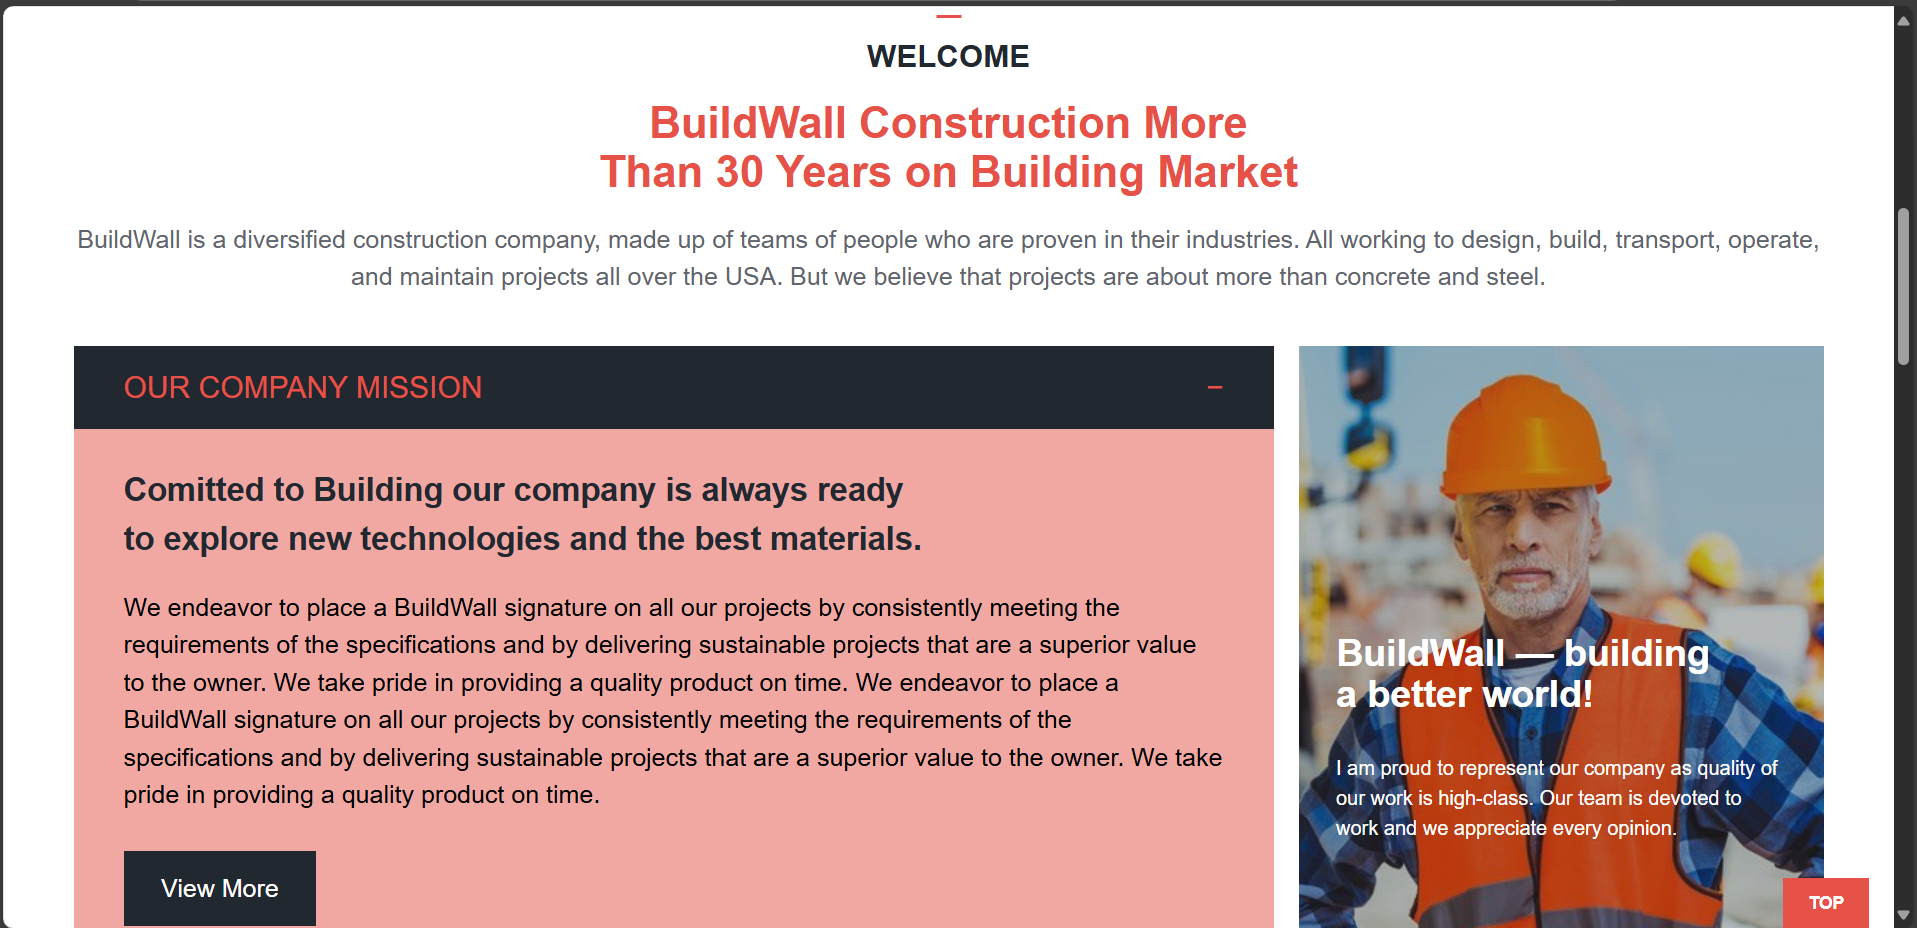 WELCOME
BuildWall Construction More
Than 30 Years on Building Market
BuildWall is a diversified construction company, made up of teams of people who are proven in their industries. All working to design, build, transport, operate,
and maintain projects all over the USA. But we believe that projects are about more than concrete and steel.
OUR COMPANY MISSION
Comitted to Building our company is always ready
to explore new technologies and the best materials.
We endeavor to place a BuildWall signature on all our projects by consistently meeting the
requirements of the specifications and by delivering sustainable projects that are a superior value
to the owner. We take pride in providing a quality product on time. We endeavor to place a
BuildWall signature on all our projects by consistently meeting the requirements of the
specifications and by delivering sustainable projects that are a superior value to the owner. We take
pride in providing a quality product on time.
View More
BuildWall — building
a better world!
I am proud to represent our company as quality of
our work is high-class. Our team is devoted to
work and we appreciate every opinion.
TOP